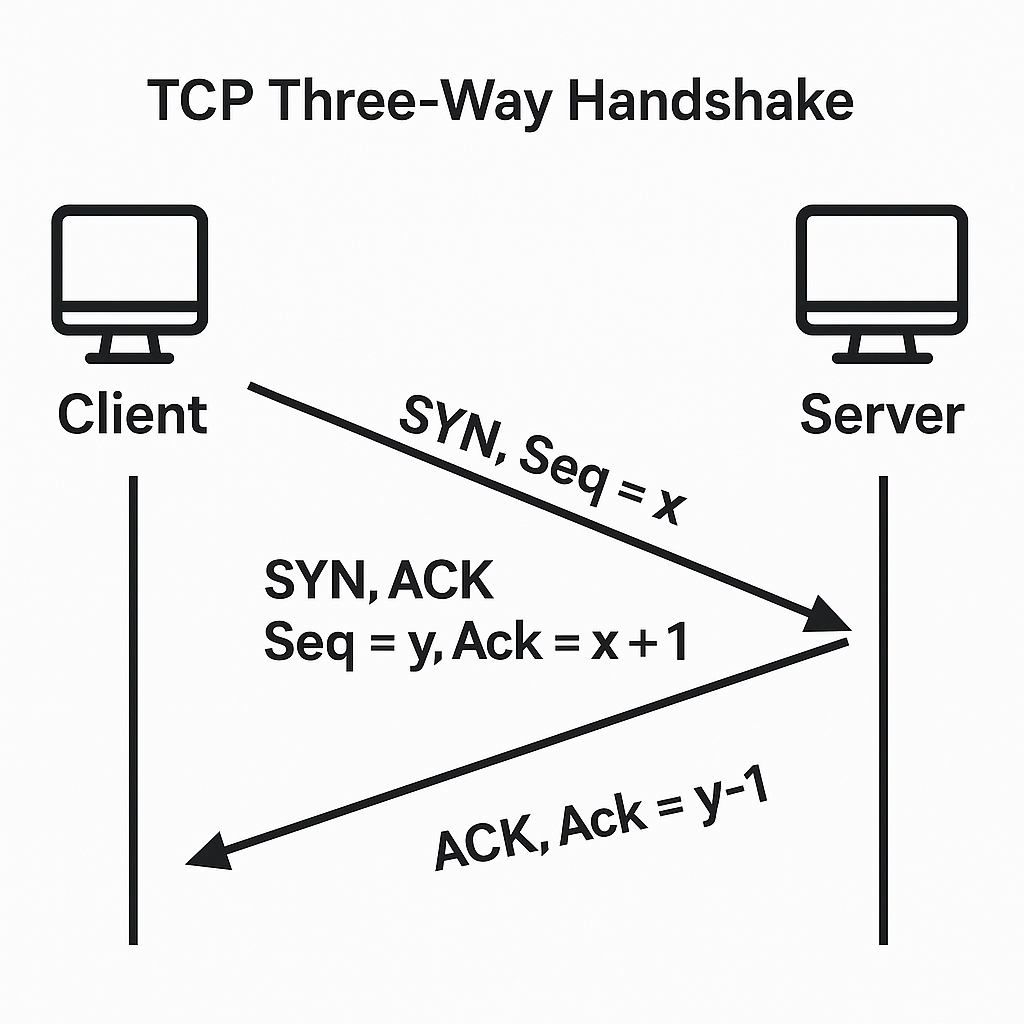 TCP Three-Way Handshake
Client
Server
SYN, Seq = x
SYN, ACK
Seq = y, Ack = x + 1
ACK, Ack = y-1